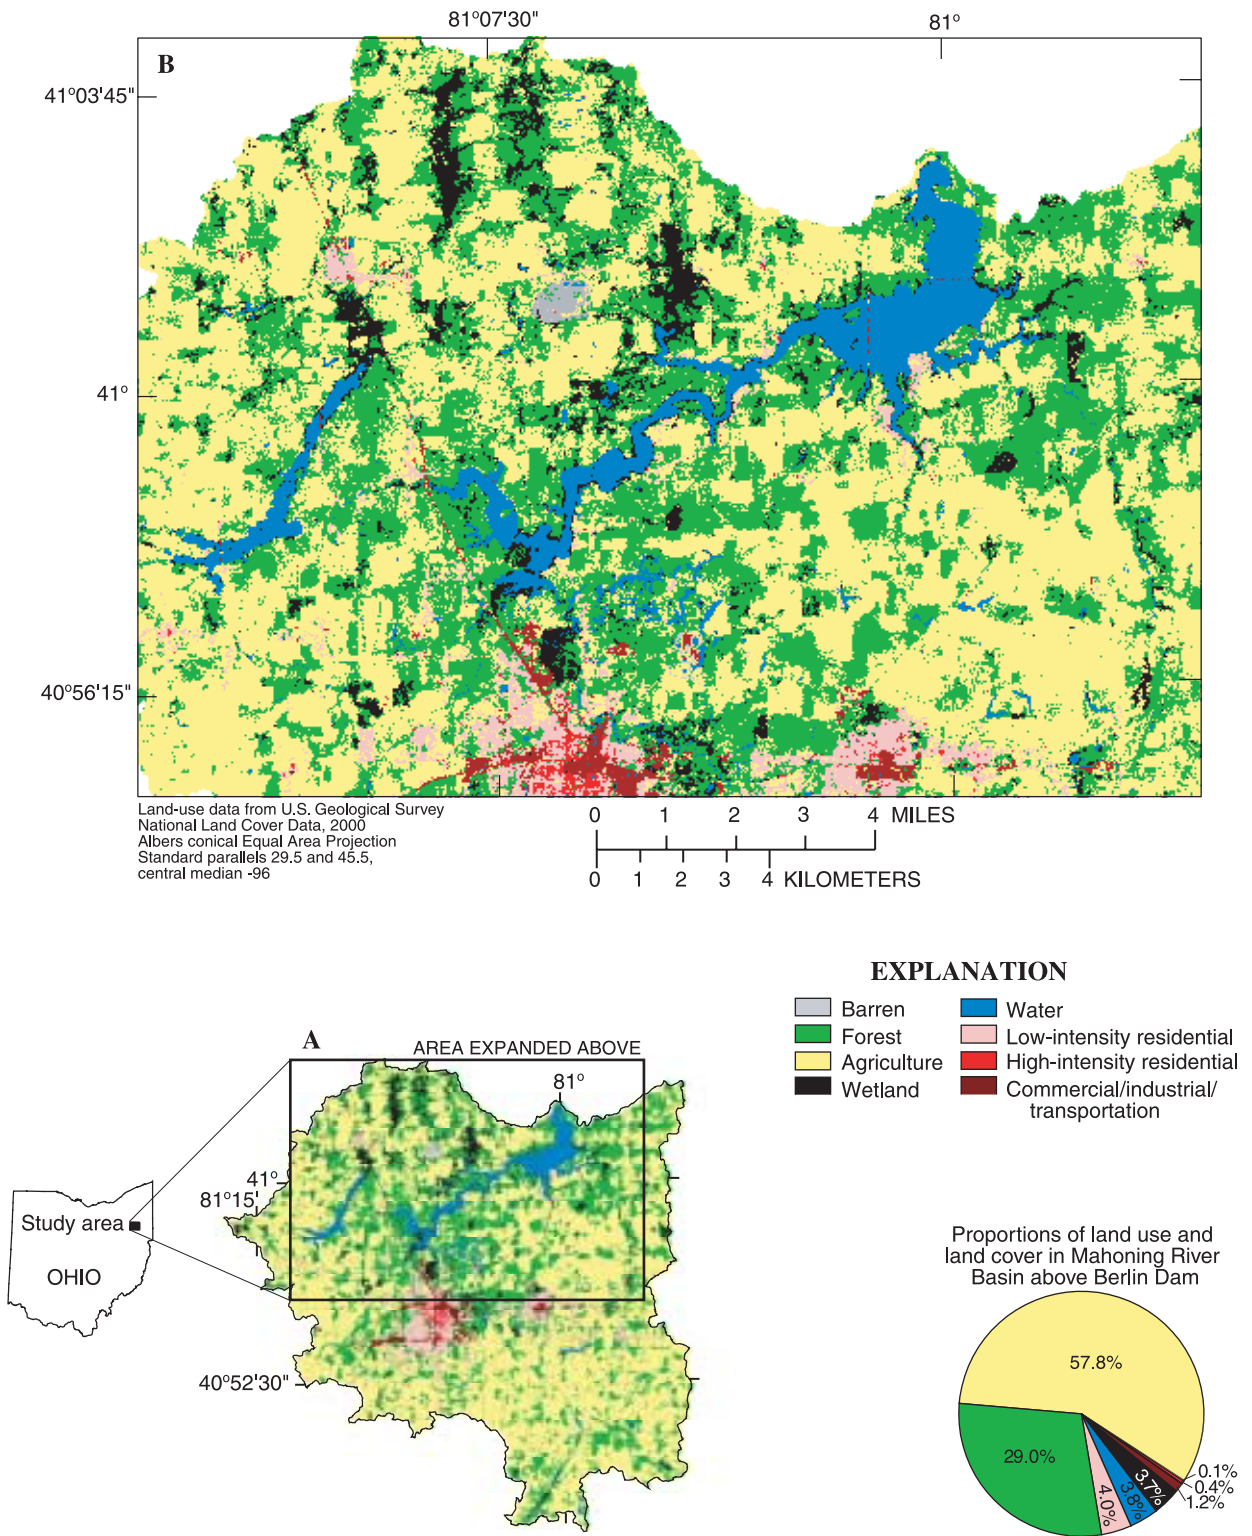 81°07'30"
81°
B
41°03'45"
41°
40°56'15"
Land-use data from U.S. Geological Survey
National Land Cover Data, 2000
Albers conical Equal Area Projection
Standard parallels 29.5 and 45.5,
central median -96
0 1 2 3 4 MILES
0 1 2 3 4 KILOMETERS
EXPLANATION
Barren
Forest
Agriculture
Wetland
Water
Low-intensity residential
High-intensity residential
Commercial/industrial/
transportation
A
AREA EXPANDED ABOVE
81°
41°
81°15'
40°52'30"
Study area
OHIO
Proportions of land use and
land cover in Mahoning River
Basin above Berlin Dam
57.8%
29.0%
4.0%
3.8%
3.7%
0.1%
0.4%
1.2%